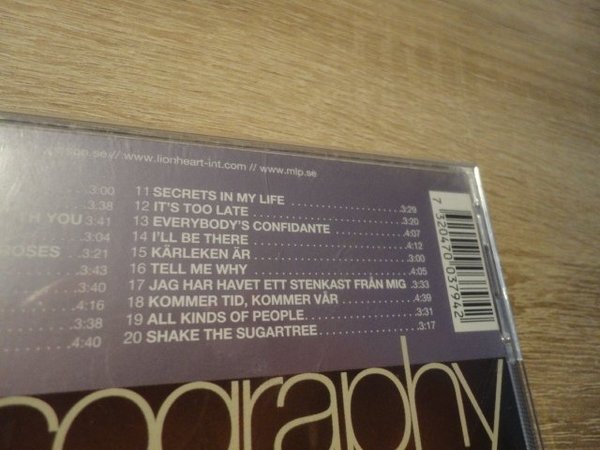 son.se // www.lionheart-int.com // www.mlp.se
3:00
3.38
TH YOU 3:41
3:04
ROSES 3:21
3:43
3:40
4:16
3:38
4:40
11 SECRETS IN MY LIFE 3:29
12 IT'S TOO LATE 3:20
13 EVERYBODY'S CONFIDANTE 4:07
14 I'LL BE THERE 4:12
15 KÄRLEKEN ÄR 3:00
16 TELL ME WHY 4:05
17 JAG HAR HAVET ETT STENKAST FRÅN MIG 3:33
18 KOMMER TID, KOMMER VÅR 4:39
19 ALL KINDS OF PEOPLE 3:31
20 SHAKE THE SUGARTREE 3:17
7 320470 037942
ography